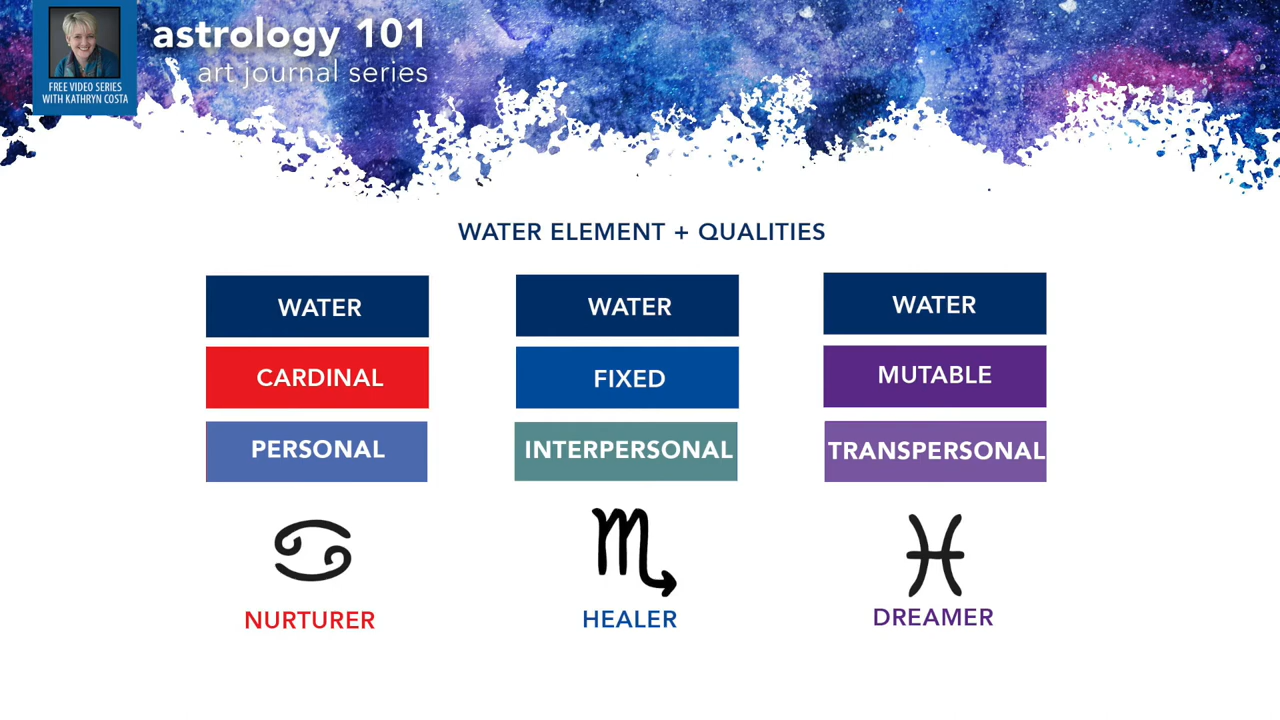 astrology 101
art journal series
FREE VIDEO SERIES
WITH KATHRYN COSTA
WATER ELEMENT + QUALITIES
WATER
WATER
WATER
CARDINAL
FIXED
MUTABLE
PERSONAL
INTERPERSONAL
TRANSPERSONAL
♋ ♏ ♓
NURTURER
HEALER
DREAMER